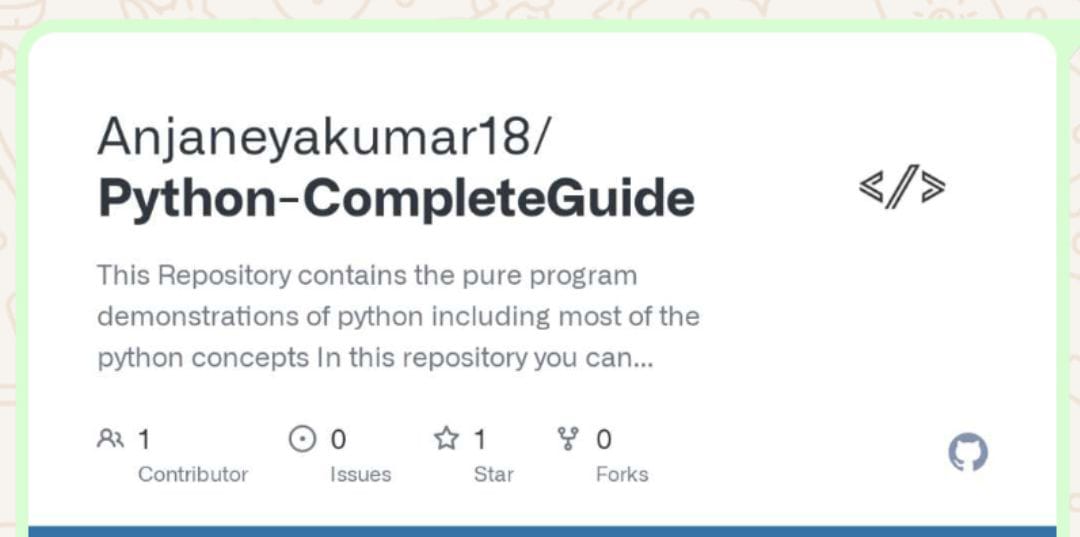 Anjaneyakumar18/
Python-CompleteGuide
</>
This Repository contains the pure program
demonstrations of python including most of the
python concepts In this repository you can...
1 0 1 0
Contributor Issues Star Forks